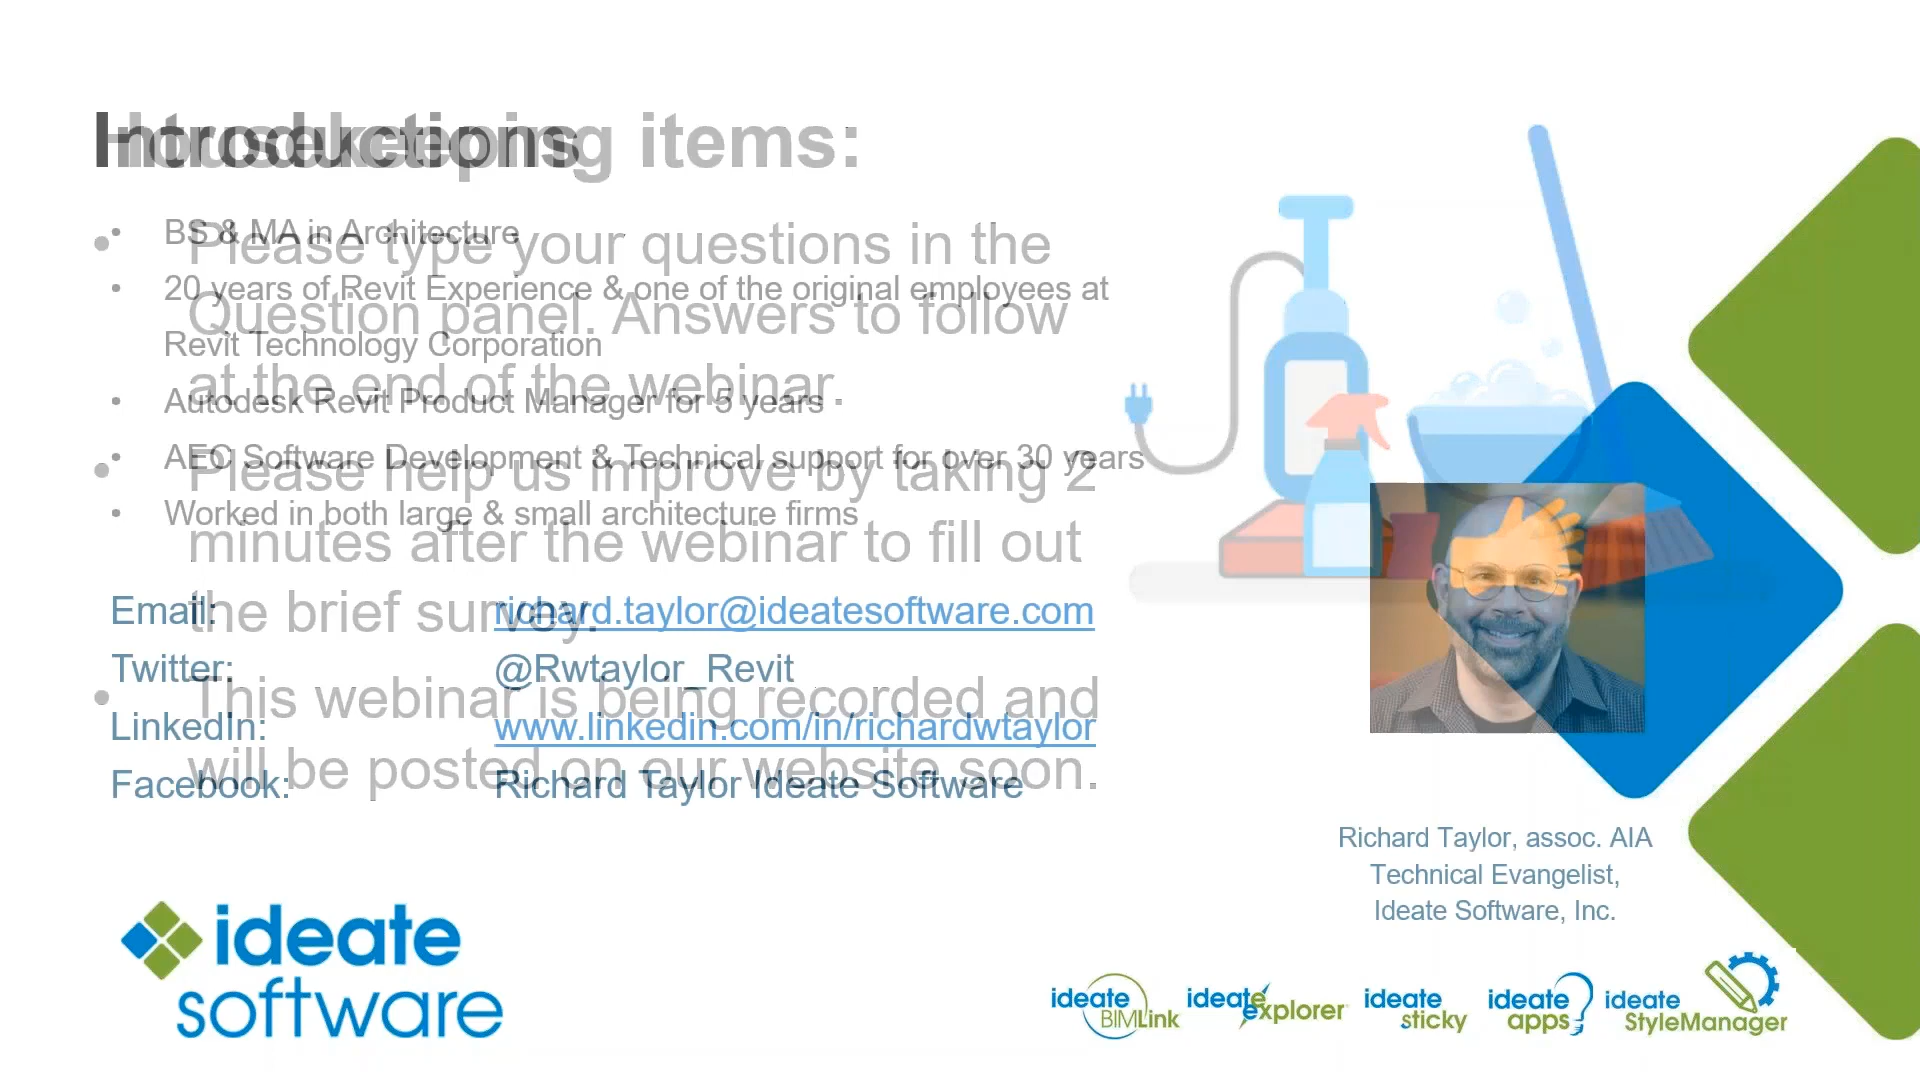 Introductions
• BS & MA in Architecture
• 20 years of Revit Experience & one of the original employees at
Revit Technology Corporation
• Autodesk Revit Product Manager for 5 years
• AEC Software Development & Technical support for over 30 years
• Worked in both large & small architecture firms
Email: richard.taylor@ideatesoftware.com
Twitter: @Rwtaylor_Revit
LinkedIn: www.linkedin.com/in/richardwtaylor
Facebook: Richard Taylor Ideate Software
Housekeeping items:
• Please type your questions in the
Question panel. Answers to follow
at the end of the webinar.
• Please help us improve by taking 2
minutes after the webinar to fill out
the brief survey.
• This webinar is being recorded and
will be posted on our website soon.
Richard Taylor, assoc. AIA
Technical Evangelist,
Ideate Software, Inc.
ideate
software
ideate
BIMLink
ideate
explorer
ideate
sticky
ideate
apps
ideate
StyleManager